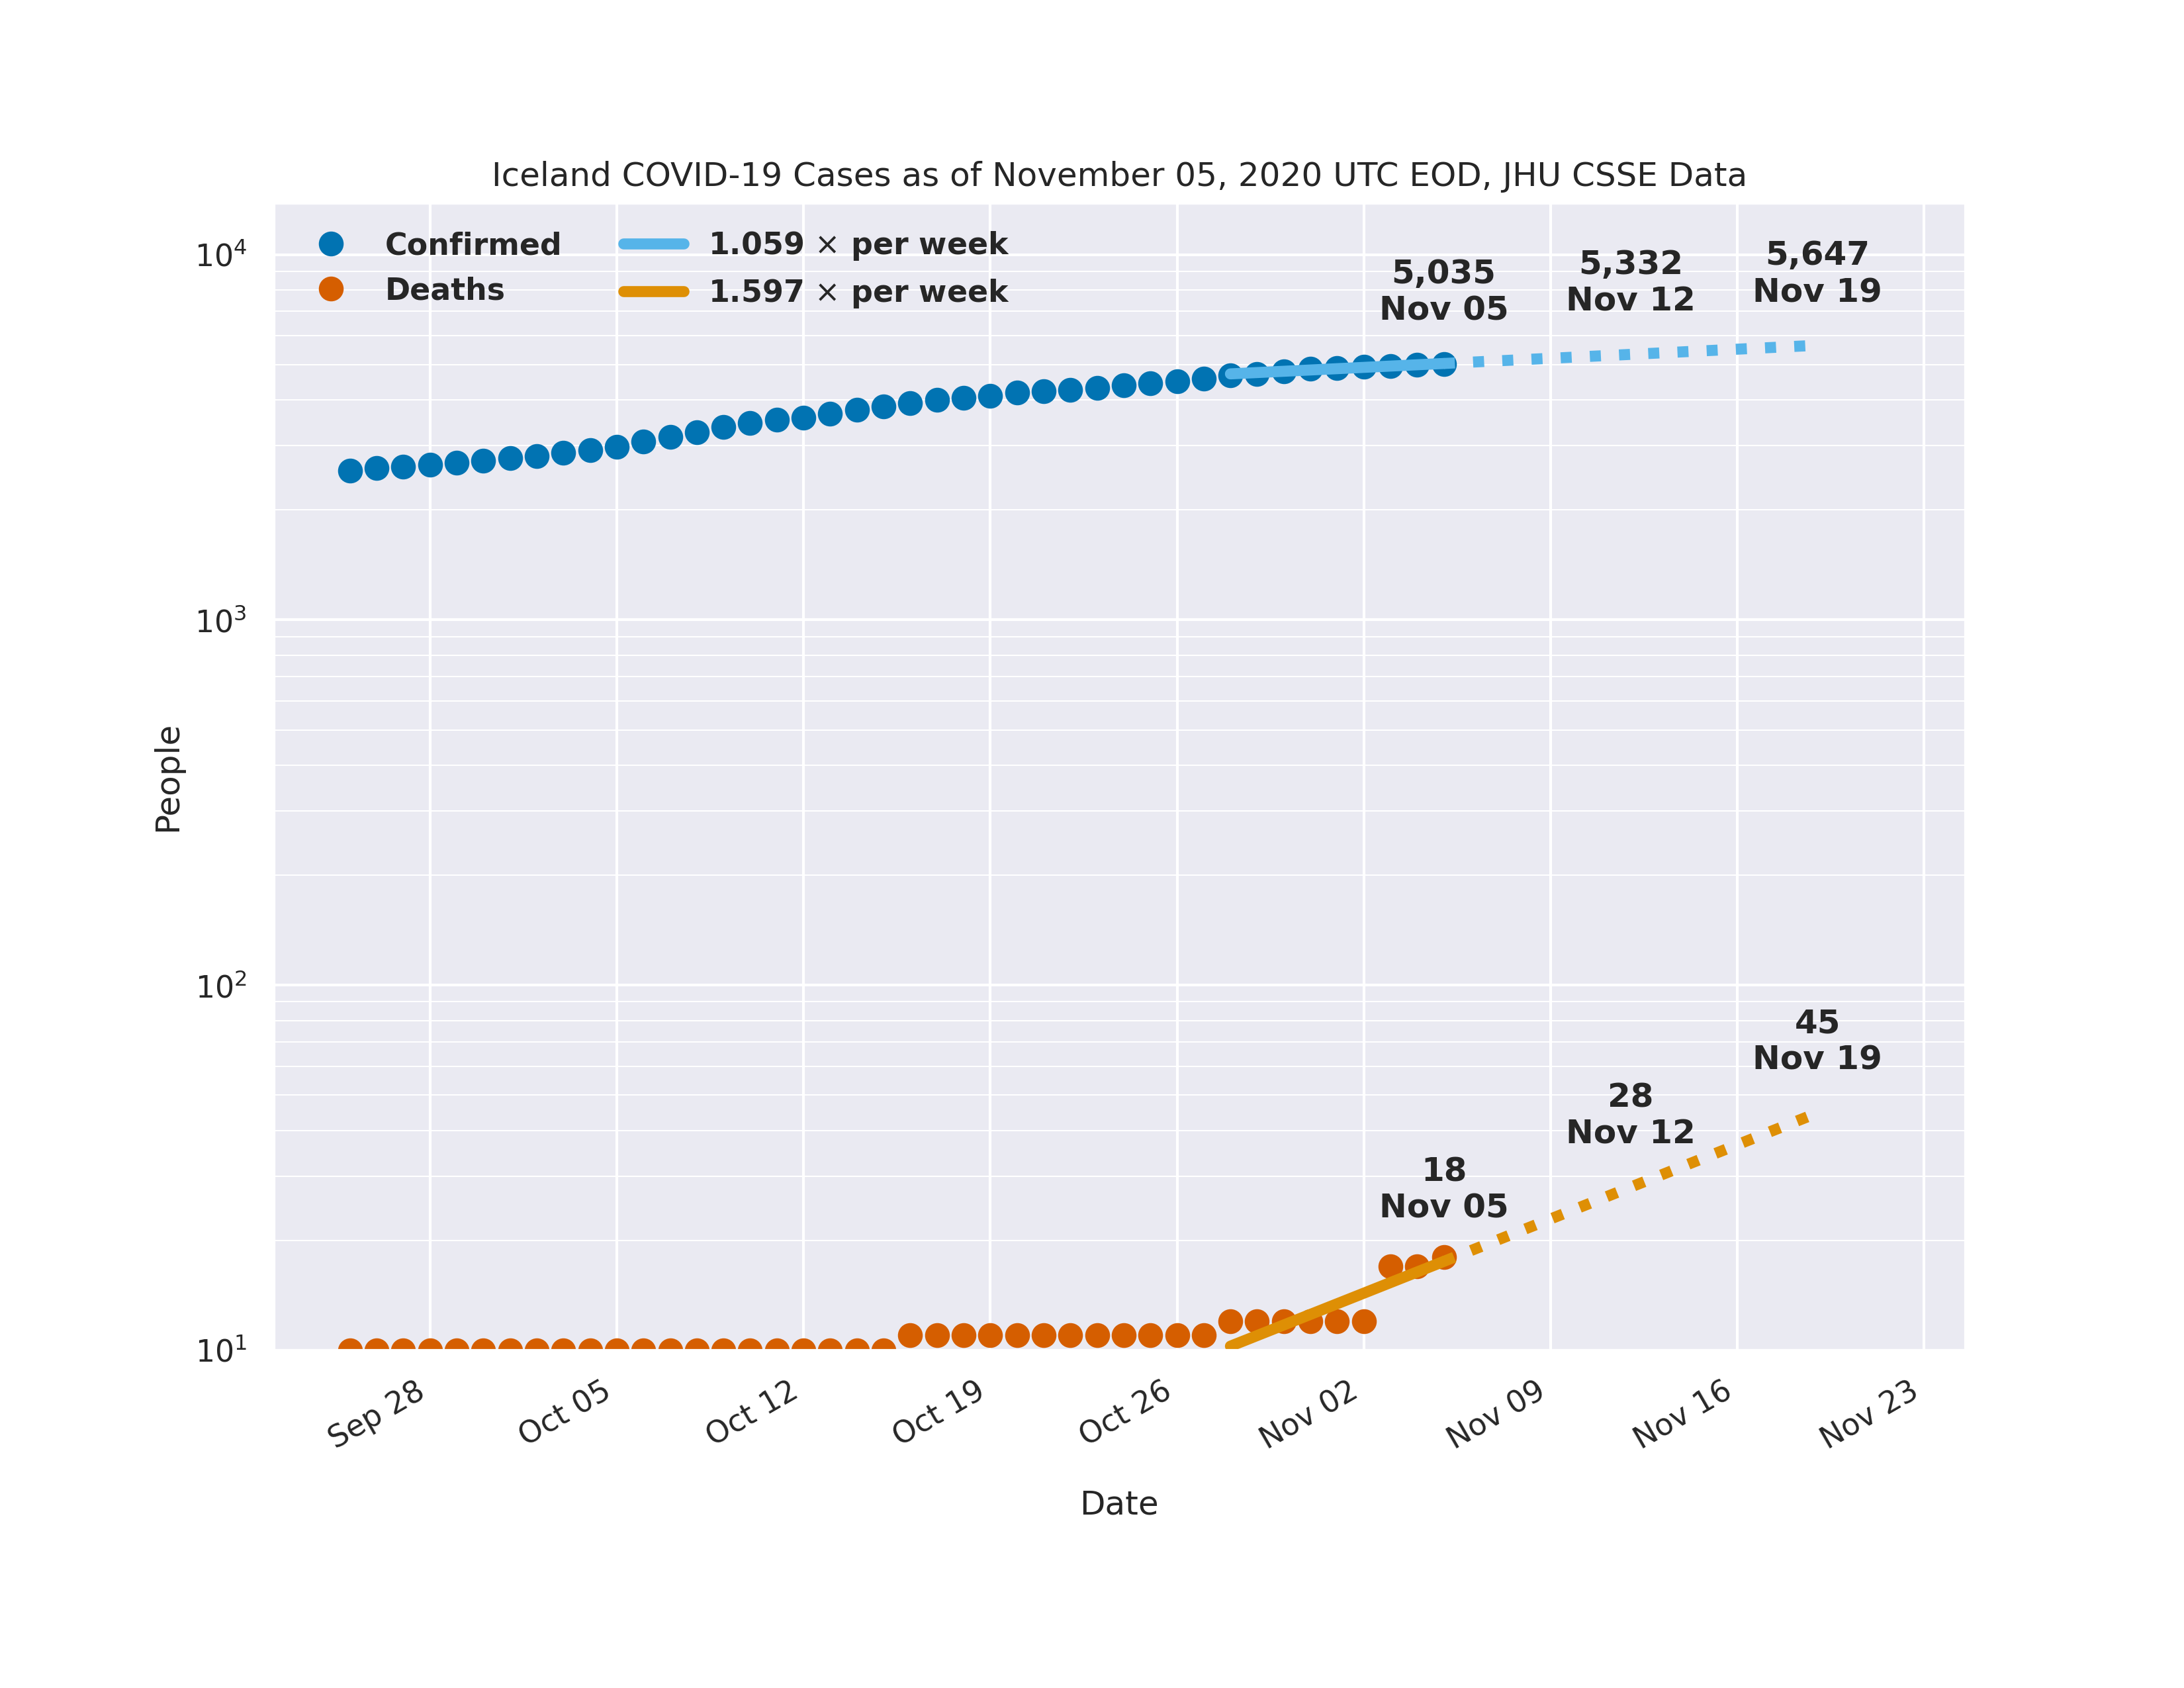 Iceland COVID-19 Cases as of November 05, 2020 UTC EOD, JHU CSSE Data
Confirmed
Deaths
1.059 × per week
1.597 × per week
5,035
Nov 05
5,332
Nov 12
5,647
Nov 19
45
Nov 19
28
Nov 12
18
Nov 05
10⁴
10³
10²
10¹
People
Sep 28
Oct 05
Oct 12
Oct 19
Oct 26
Nov 02
Nov 09
Nov 16
Nov 23
Date